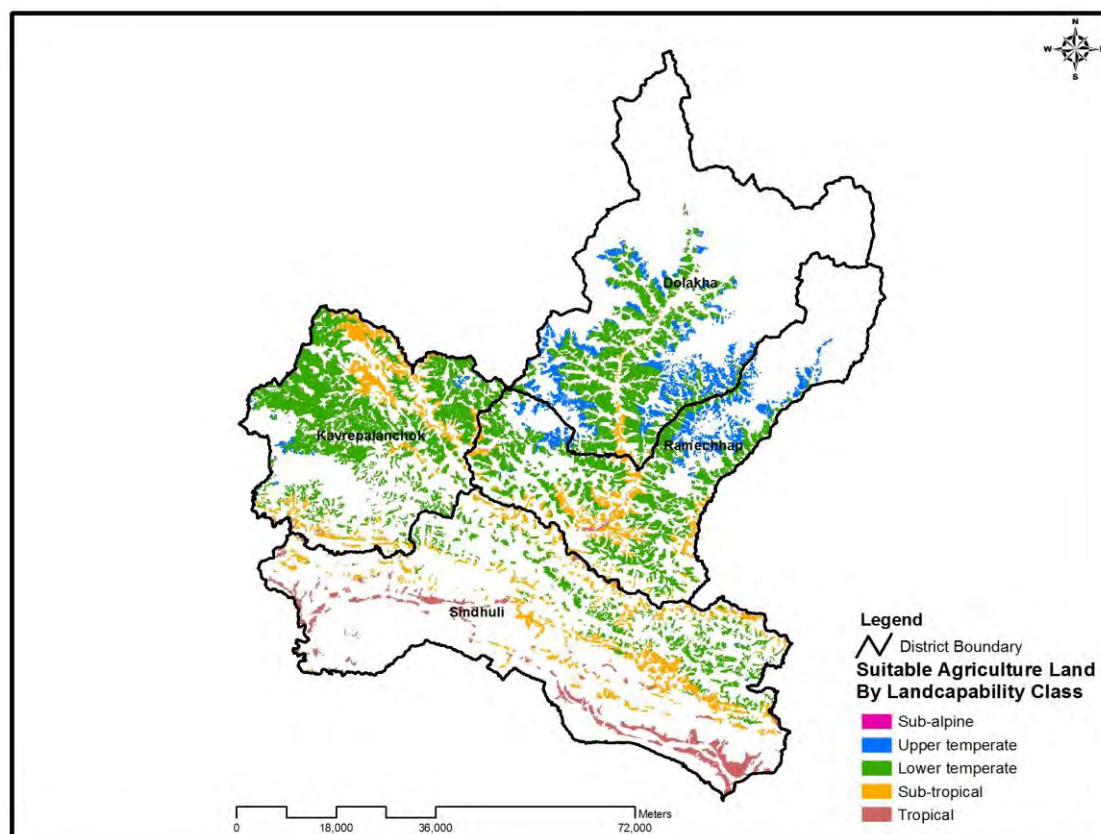 N
W
S
Dolakha
Kavrepalanchok
Ramechhap
Sindhuli
Legend
District Boundary
Suitable Agriculture Land
By Landcapability Class
Sub-alpine
Upper temperate
Lower temperate
Sub-tropical
Tropical
Meters
0 18,000 36,000 72,000